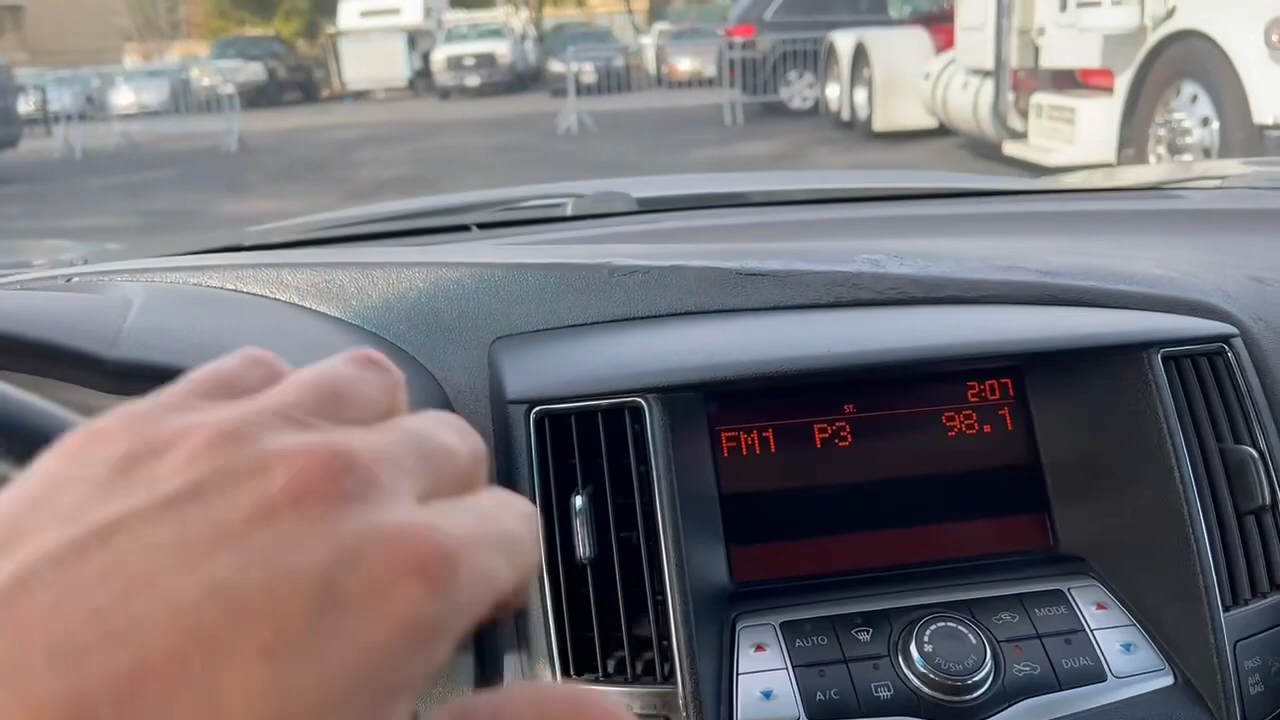 2:07
ST.
FM1 P3 98.1
AUTO
MODE
PUSH OFF
A/C
DUAL
PASS
AIR
BAG